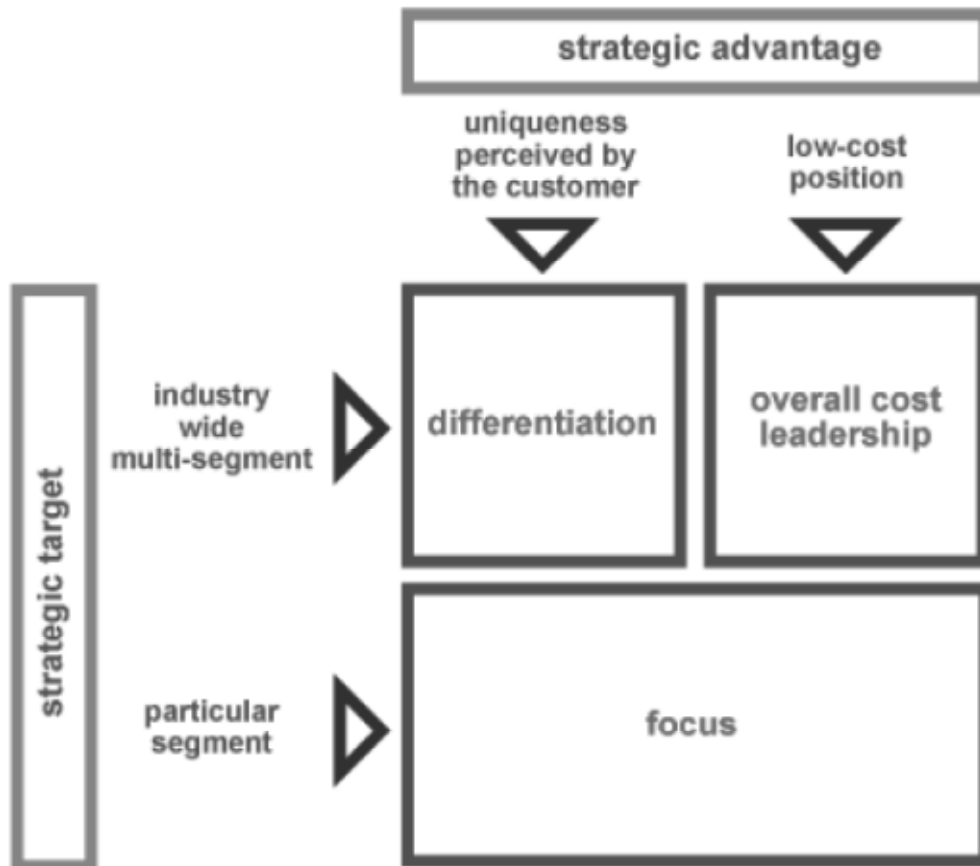 strategic advantage
uniqueness
perceived by
the customer
low-cost
position
strategic target
industry
wide
multi-segment
differentiation
overall cost
leadership
particular
segment
focus